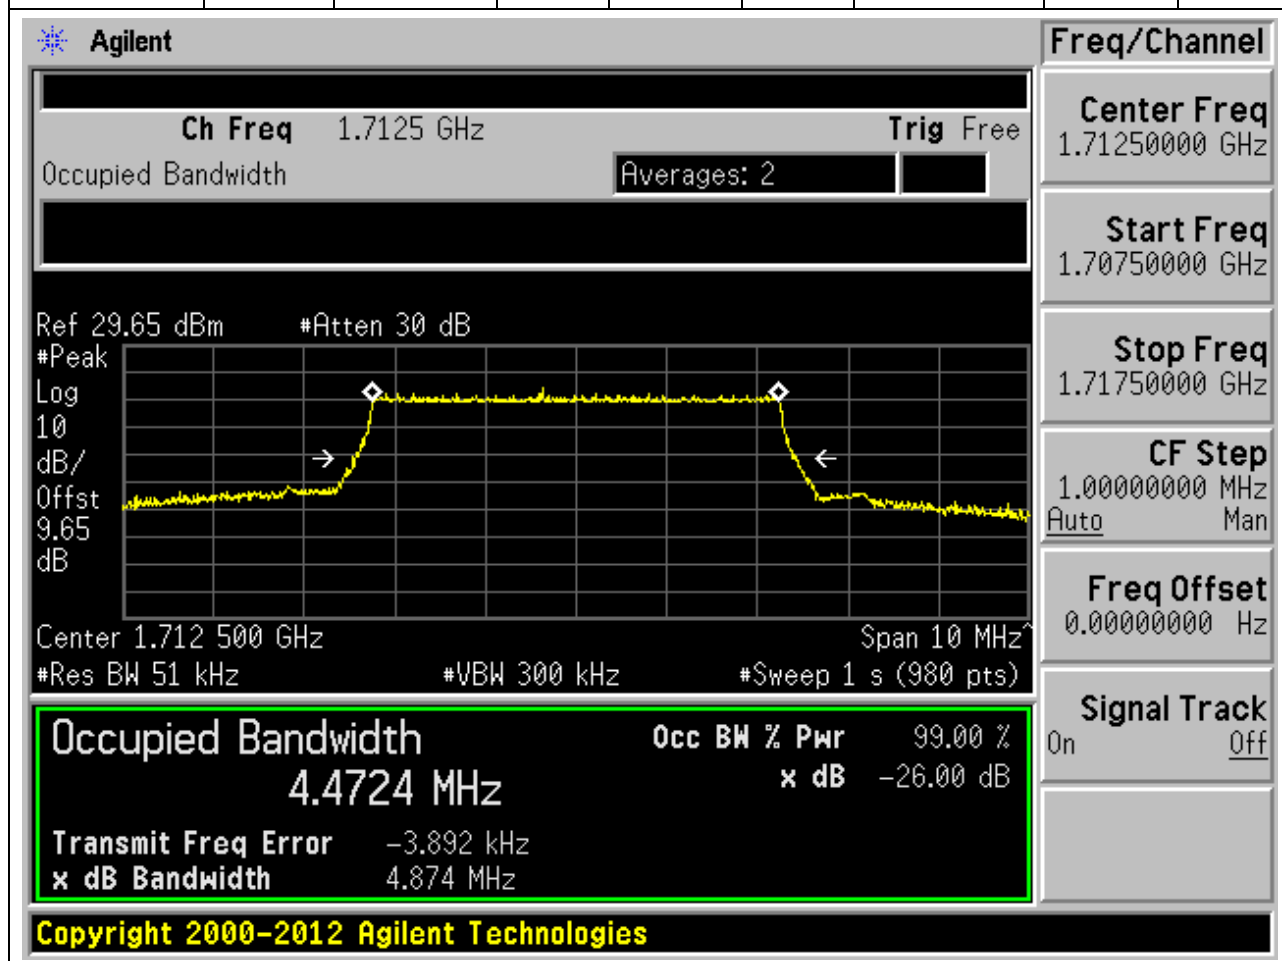 Agilent
Freq/Channel
Ch Freq 1.7125 GHz Trig Free
Occupied Bandwidth Averages: 2
Center Freq
1.71250000 GHz
Start Freq
1.70750000 GHz
Stop Freq
1.71750000 GHz
CF Step
1.00000000 MHz
Auto Man
Freq Offset
0.00000000 Hz
Signal Track
On Off
Ref 29.65 dBm #Atten 30 dB
#Peak
Log
10
dB/
Offst
9.65
dB
Center 1.712 500 GHz Span 10 MHz^
#Res BW 51 kHz #VBW 300 kHz #Sweep 1 s (980 pts)
Occupied Bandwidth Occ BW % Pwr 99.00 %
4.4724 MHz x dB -26.00 dB
Transmit Freq Error -3.892 kHz
x dB Bandwidth 4.874 MHz
Copyright 2000-2012 Agilent Technologies